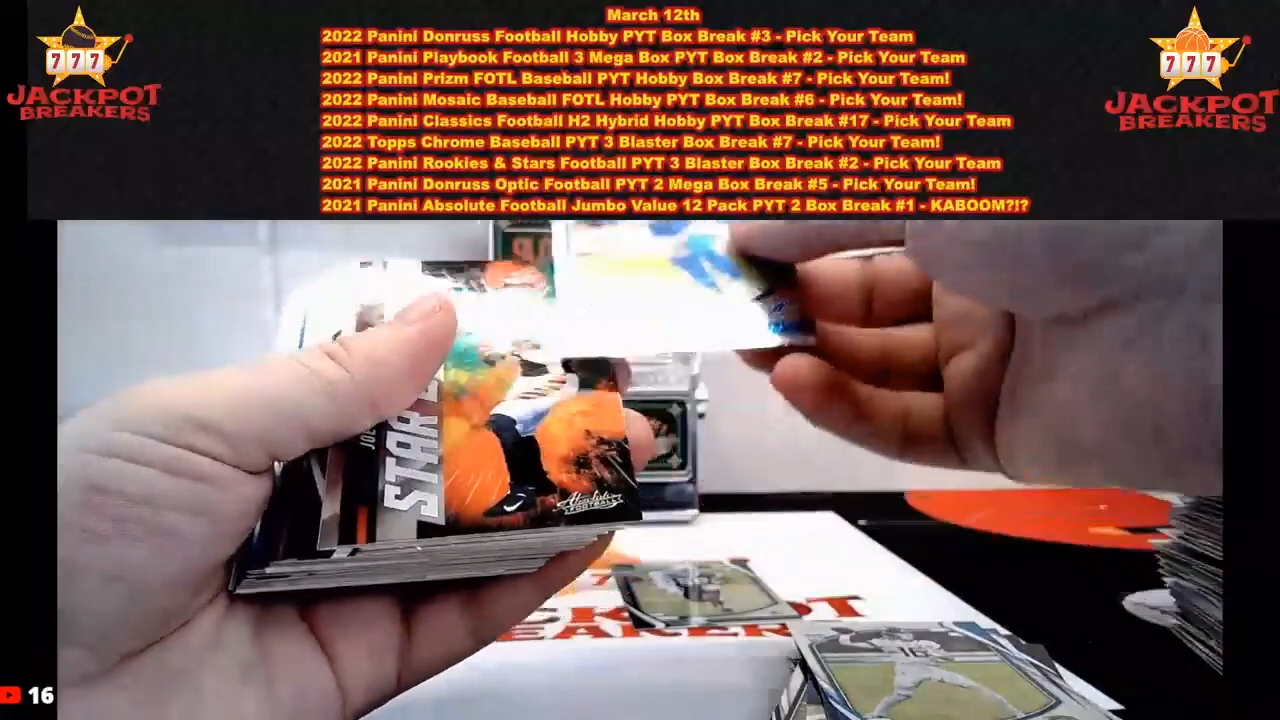 March 12th
2022 Panini Donruss Football Hobby PYT Box Break #3 - Pick Your Team
2021 Panini Playbook Football 3 Mega Box PYT Box Break #2 - Pick Your Team
2022 Panini Prizm FOTL Baseball PYT Hobby Box Break #7 - Pick Your Team!
2022 Panini Mosaic Baseball FOTL Hobby PYT Box Break #6 - Pick Your Team!
2022 Panini Classics Football H2 Hybrid Hobby PYT Box Break #17 - Pick Your Team
2022 Topps Chrome Baseball PYT 3 Blaster Box Break #7 - Pick Your Team!
2022 Panini Rookies & Stars Football PYT 3 Blaster Box Break #2 - Pick Your Team
2021 Panini Donruss Optic Football PYT 2 Mega Box Break #5 - Pick Your Team!
2021 Panini Absolute Football Jumbo Value 12 Pack PYT 2 Box Break #1 - KABOOM?!?
777
JACKPOT
BREAKERS
777
JACKPOT
BREAKERS
JOE
STAR
Absolute
FOOTBALL
16
16